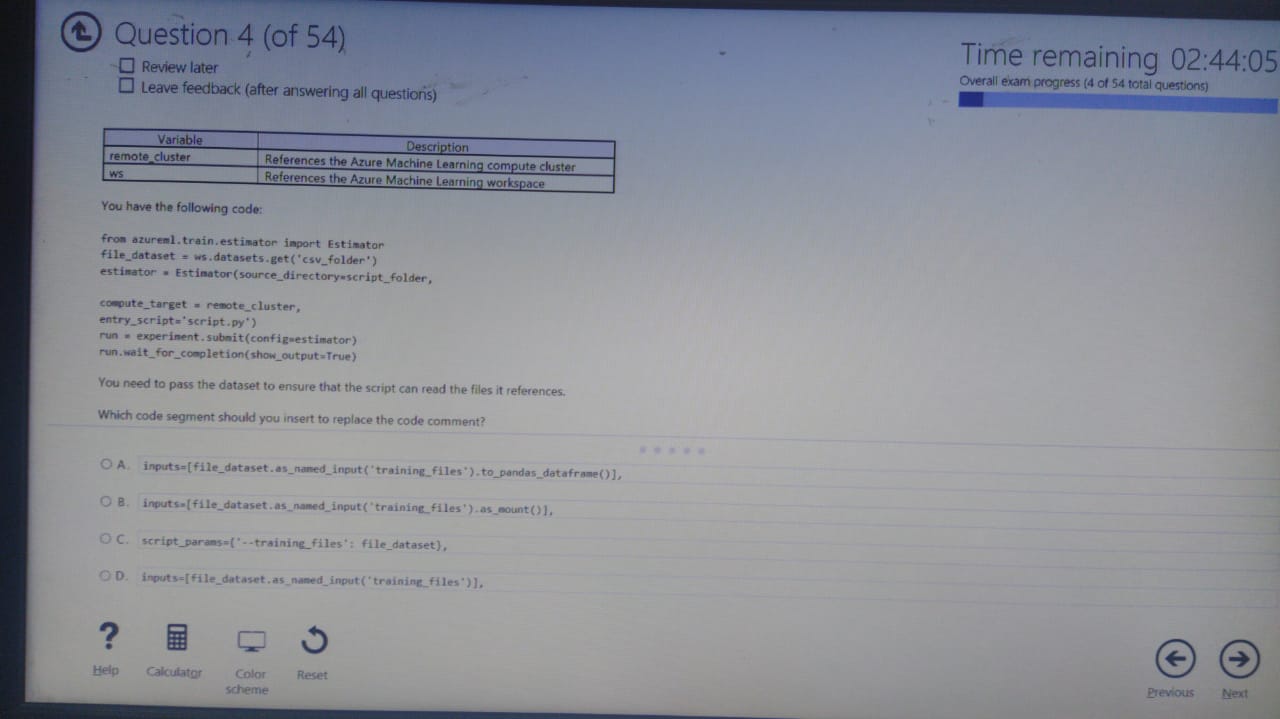 Question 4 (of 54)
Review later
Leave feedback (after answering all questions)
Time remaining 02:44:05
Overall exam progress (4 of 54 total questions)
Variable Description
remote_cluster References the Azure Machine Learning compute cluster
ws References the Azure Machine Learning workspace
You have the following code:
from azureml.train.estimator import Estimator
file_dataset = ws.datasets.get('csv_folder')
estimator = Estimator(source_directory=script_folder,
compute_target = remote_cluster,
entry_script='script.py')
run = experiment.submit(config=estimator)
run.wait_for_completion(show_output=True)
You need to pass the dataset to ensure that the script can read the files it references.
Which code segment should you insert to replace the code comment?
A. inputs=[file_dataset.as_named_input('training_files').to_pandas_dataframe()],
B. inputs=[file_dataset.as_named_input('training_files').as_mount()],
C. script_params={'--training_files': file_dataset},
D. inputs=[file_dataset.as_named_input('training_files')],
? Help
Calculator
Color
scheme
Reset
Previous
Next